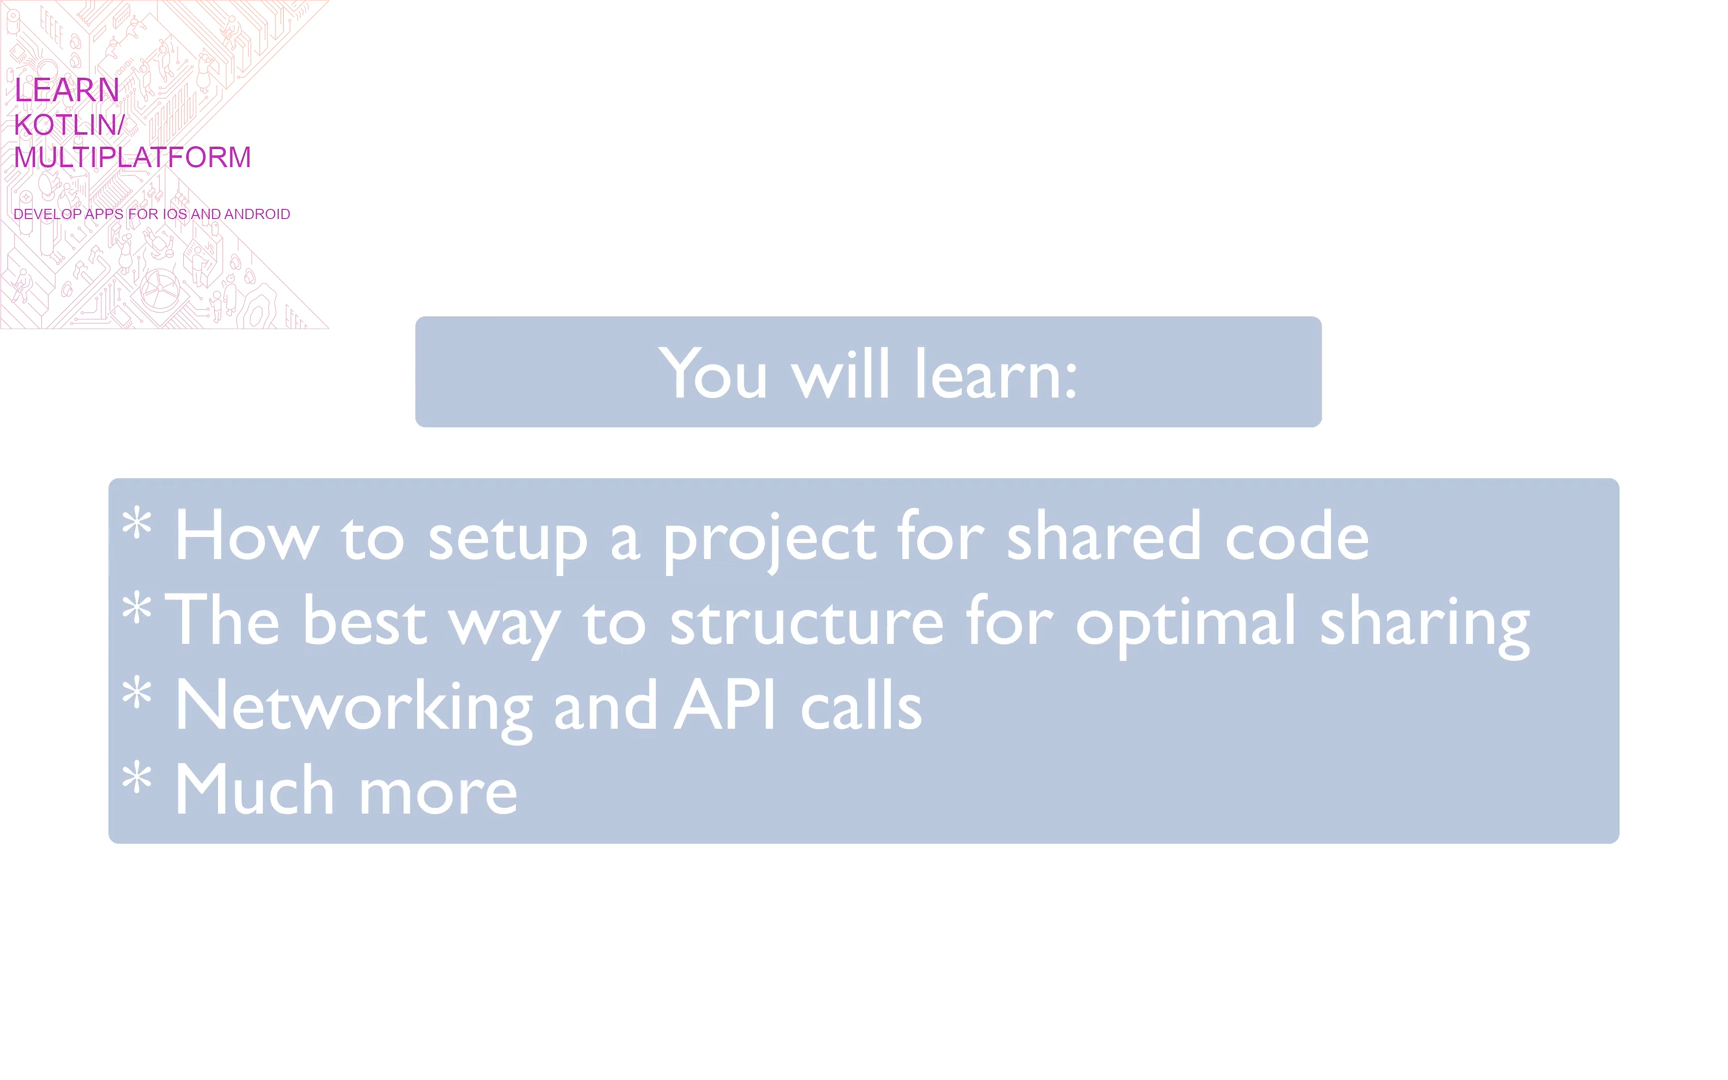 LEARN
KOTLIN/
MULTIPLATFORM
DEVELOP APPS FOR IOS AND ANDROID
You will learn:
* How to setup a project for shared code
* The best way to structure for optimal sharing
* Networking and API calls
* Much more